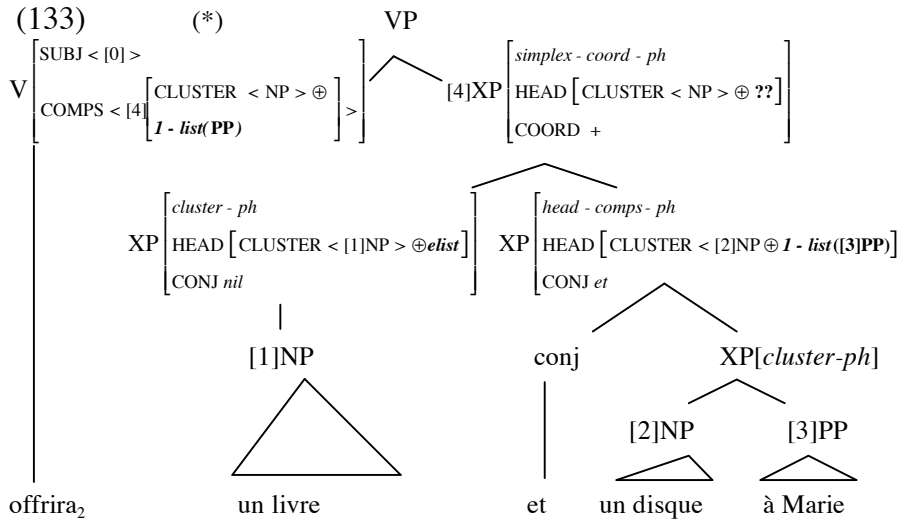 (133) (*) VP
V [SUBJ < [0] > COMPS < [4] [CLUSTER < NP > ⊕ 1 - list(PP)] >]
[4]XP [simplex - coord - ph HEAD [CLUSTER < NP > ⊕ ??] COORD +]
XP [cluster - ph HEAD [CLUSTER < [1]NP > ⊕ elist] CONJ nil]
XP [head - comps - ph HEAD [CLUSTER < [2]NP ⊕ 1 - list([3]PP)] CONJ et]
[1]NP conj XP[cluster-ph]
[2]NP [3]PP
offrira₂ un livre et un disque à Marie